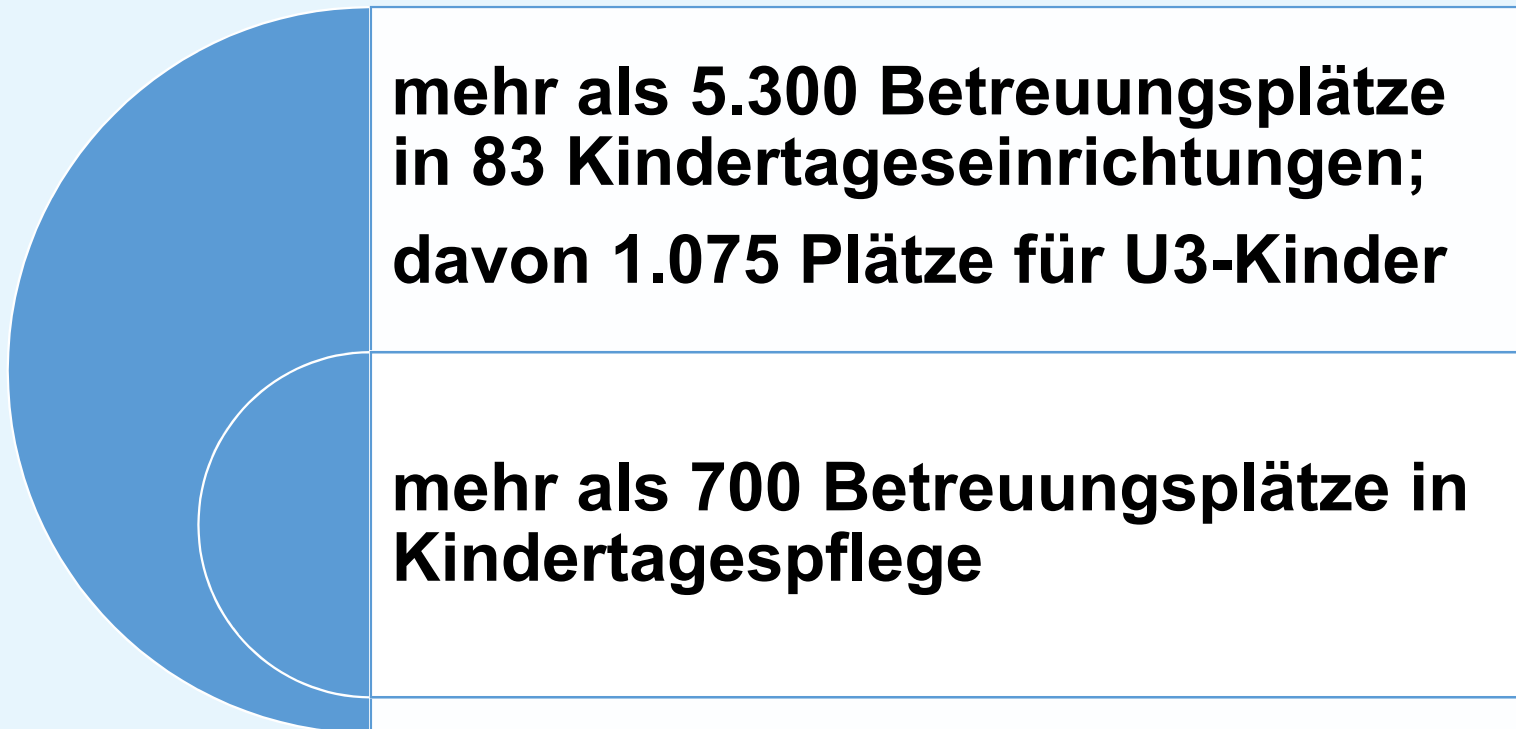 mehr als 5.300 Betreuungsplätze
in 83 Kindertageseinrichtungen;
davon 1.075 Plätze für U3-Kinder
mehr als 700 Betreuungsplätze in
Kindertagespflege